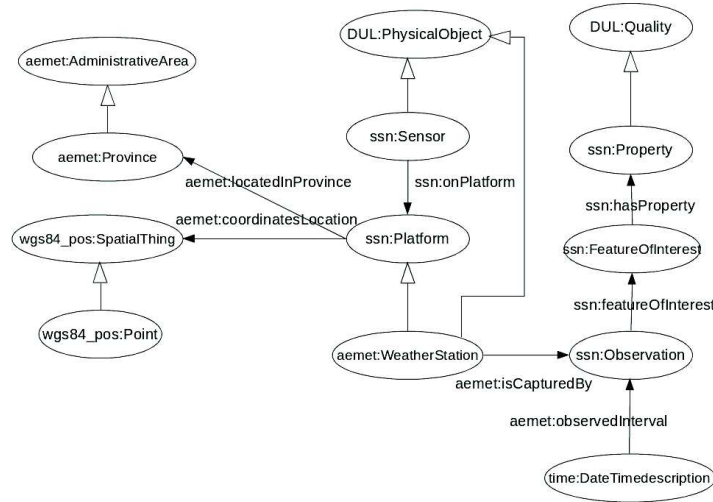 DUL:PhysicalObject
DUL:Quality
aemet:AdministrativeArea
ssn:Sensor
ssn:Property
aemet:Province
aemet:locatedInProvince
ssn:onPlatform
ssn:hasProperty
aemet:coordinatesLocation
wgs84_pos:SpatialThing
ssn:Platform
ssn:FeatureOfInterest
ssn:featureOfInterest
wgs84_pos:Point
aemet:WeatherStation
ssn:Observation
aemet:isCapturedBy
aemet:observedInterval
time:DateTimedescription